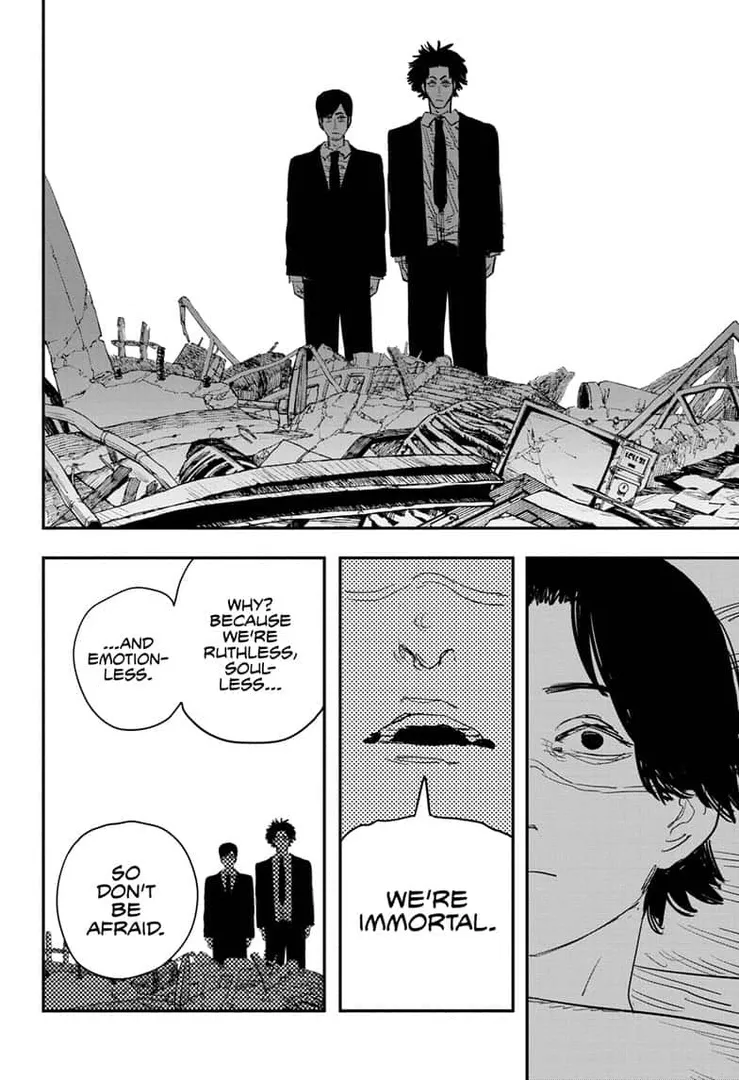 WE'RE
IMMORTAL.
WHY?
BECAUSE
WE'RE
RUTHLESS,
SOUL-
LESS...
...AND
EMOTION-
LESS.
SO
DON'T
BE
AFRAID.